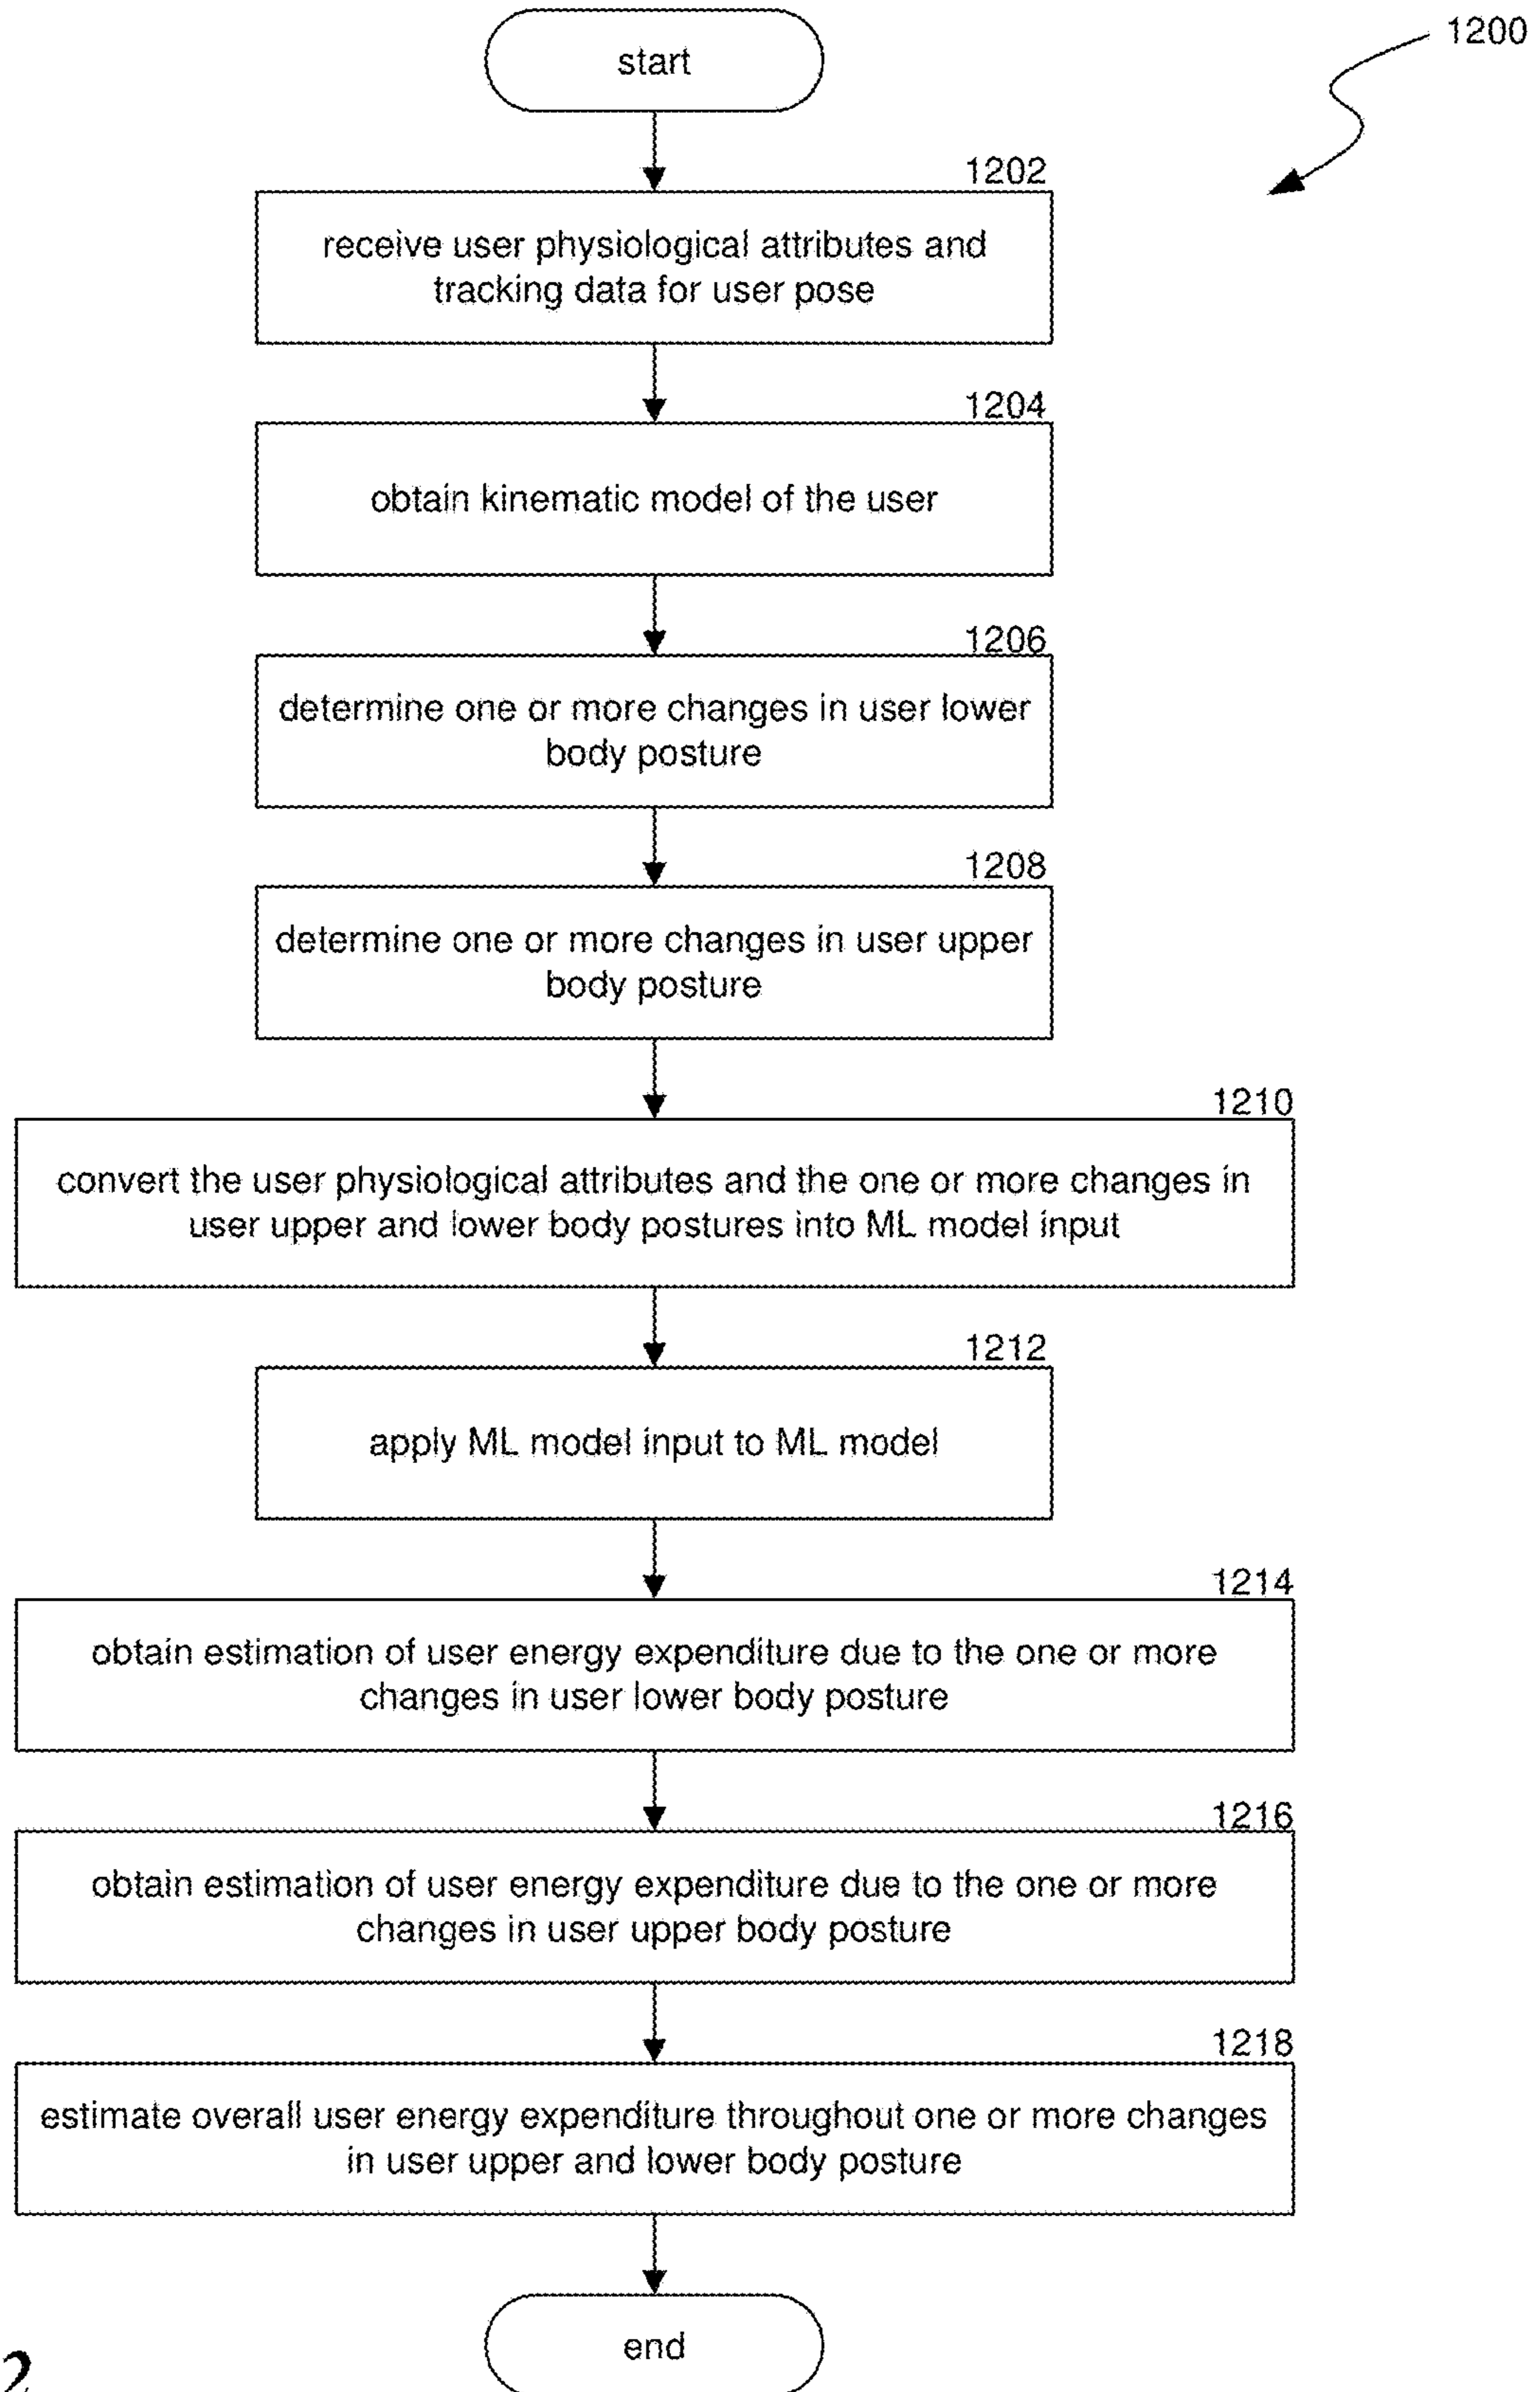 start
1200
1202
receive user physiological attributes and
tracking data for user pose
1204
obtain kinematic model of the user
1206
determine one or more changes in user lower
body posture
1208
determine one or more changes in user upper
body posture
1210
convert the user physiological attributes and the one or more changes in
user upper and lower body postures into ML model input
1212
apply ML model input to ML model
1214
obtain estimation of user energy expenditure due to the one or more
changes in user lower body posture
1216
obtain estimation of user energy expenditure due to the one or more
changes in user upper body posture
1218
estimate overall user energy expenditure throughout one or more changes
in user upper and lower body posture
end
2